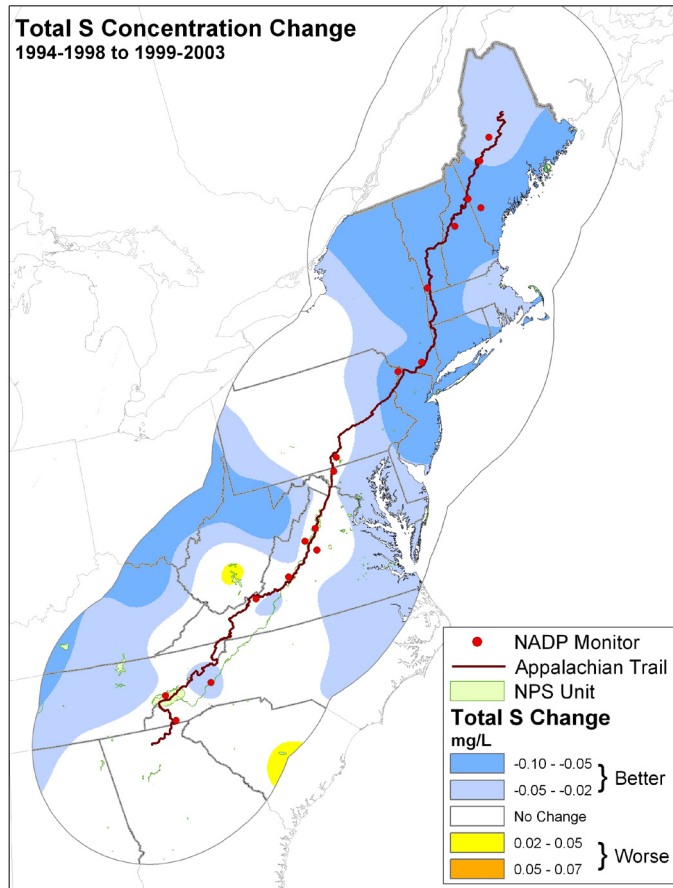 Total S Concentration Change
1994-1998 to 1999-2003
NADP Monitor
Appalachian Trail
NPS Unit
Total S Change
mg/L
-0.10 - -0.05
-0.05 - -0.02
} Better
No Change
0.02 - 0.05
0.05 - 0.07
} Worse